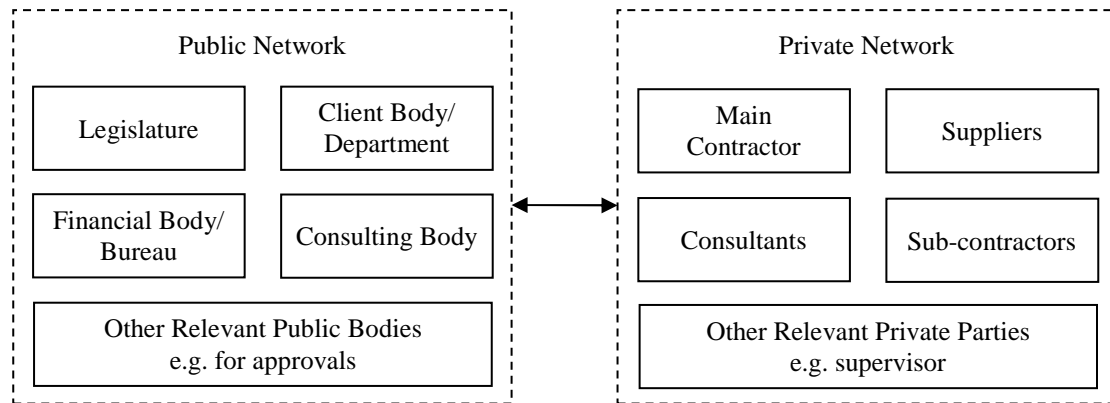 Public Network
Legislature
Client Body/
Department
Financial Body/
Bureau
Consulting Body
Other Relevant Public Bodies
e.g. for approvals
Private Network
Main
Contractor
Suppliers
Consultants
Sub-contractors
Other Relevant Private Parties
e.g. supervisor